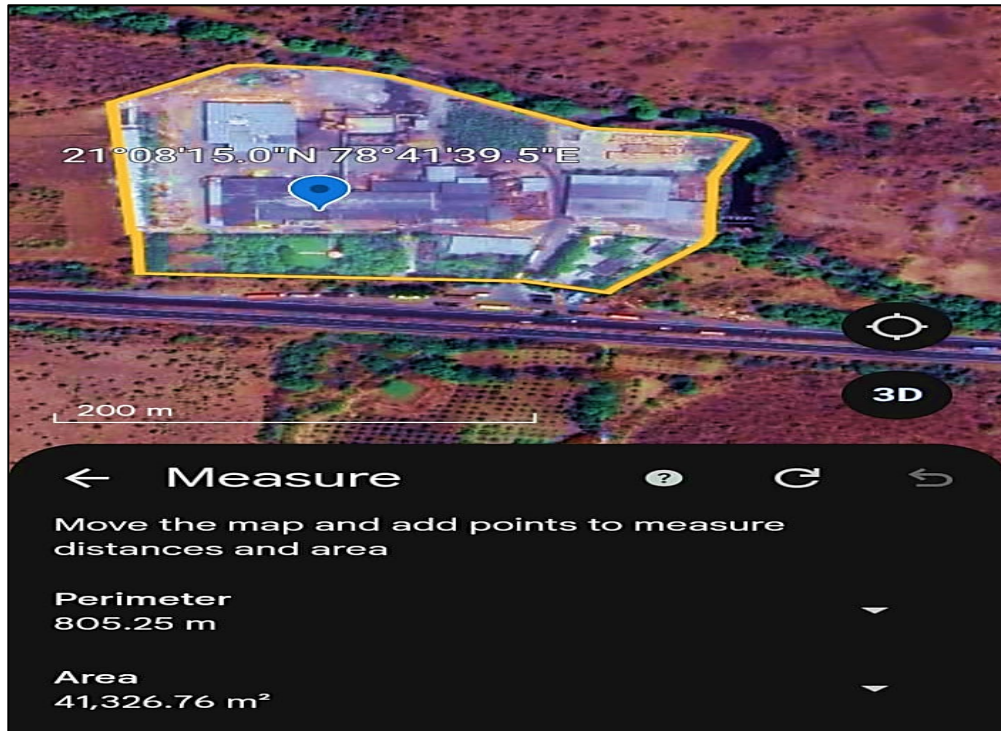 21°08'15.0"N 78°41'39.5"E
3D
200 m
Measure
?
Move the map and add points to measure
distances and area
Perimeter
805.25 m
Area
41,326.76 m²